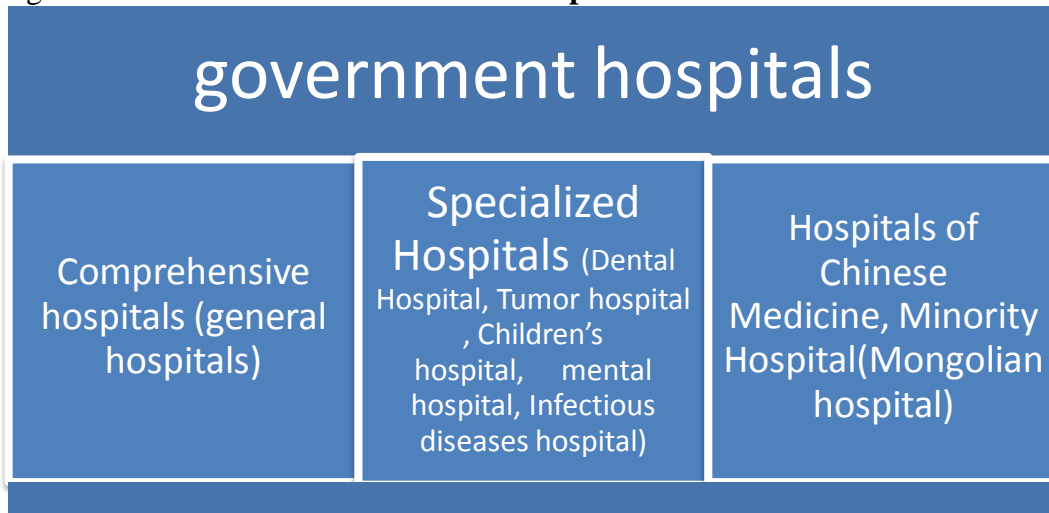 government hospitals
Comprehensive
hospitals (general
hospitals)
Specialized
Hospitals (Dental
Hospital, Tumor hospital
, Children’s
hospital, mental
hospital, Infectious
diseases hospital)
Hospitals of
Chinese
Medicine, Minority
Hospital(Mongolian
hospital)